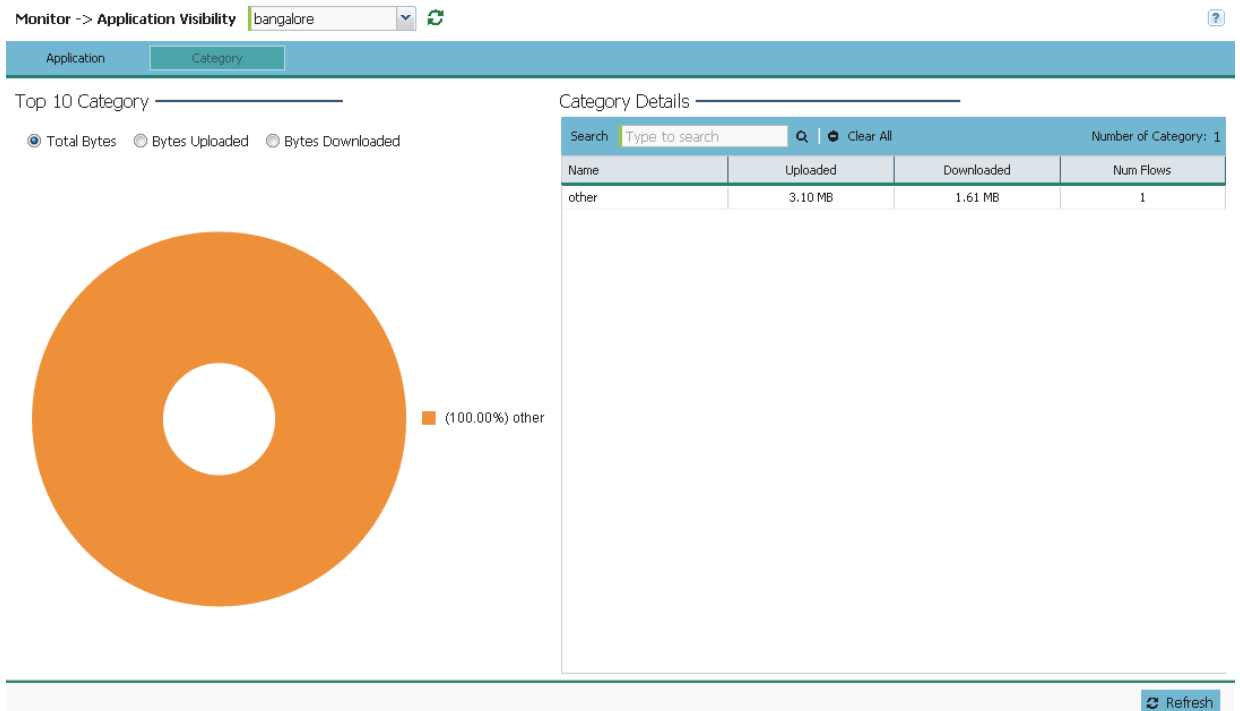 Monitor -> Application Visibility bangalore ?
Application Category
Top 10 Category
Total Bytes Bytes Uploaded Bytes Downloaded
(100.00%) other
Category Details
Search Type to search Clear All Number of Category: 1
Name Uploaded Downloaded Num Flows
other 3.10 MB 1.61 MB 1
Refresh